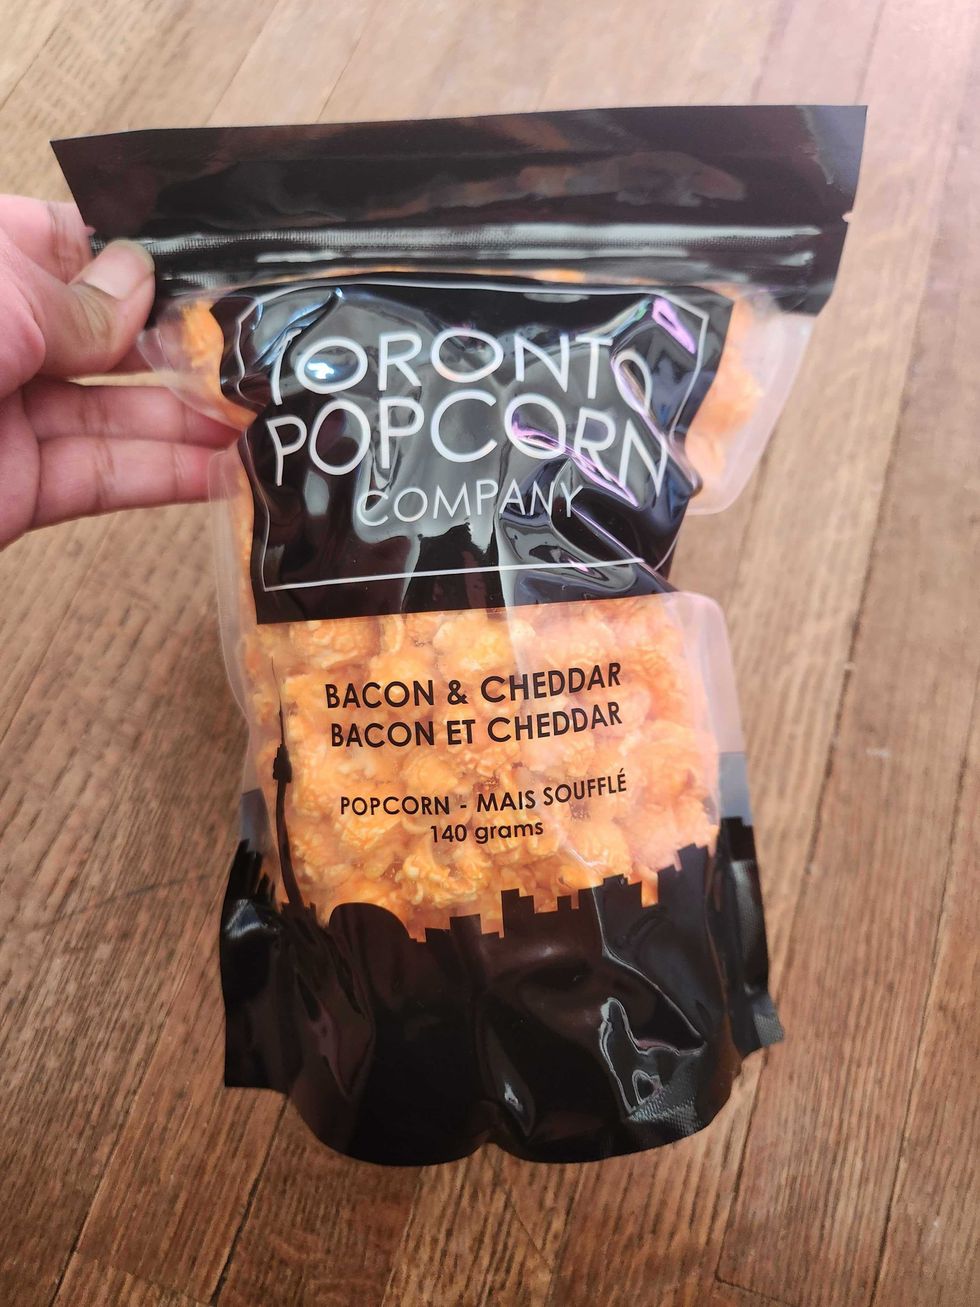 TORONTO
POPCORN
COMPANY
BACON & CHEDDAR
BACON ET CHEDDAR
POPCORN - MAIS SOUFFLÉ
140 grams